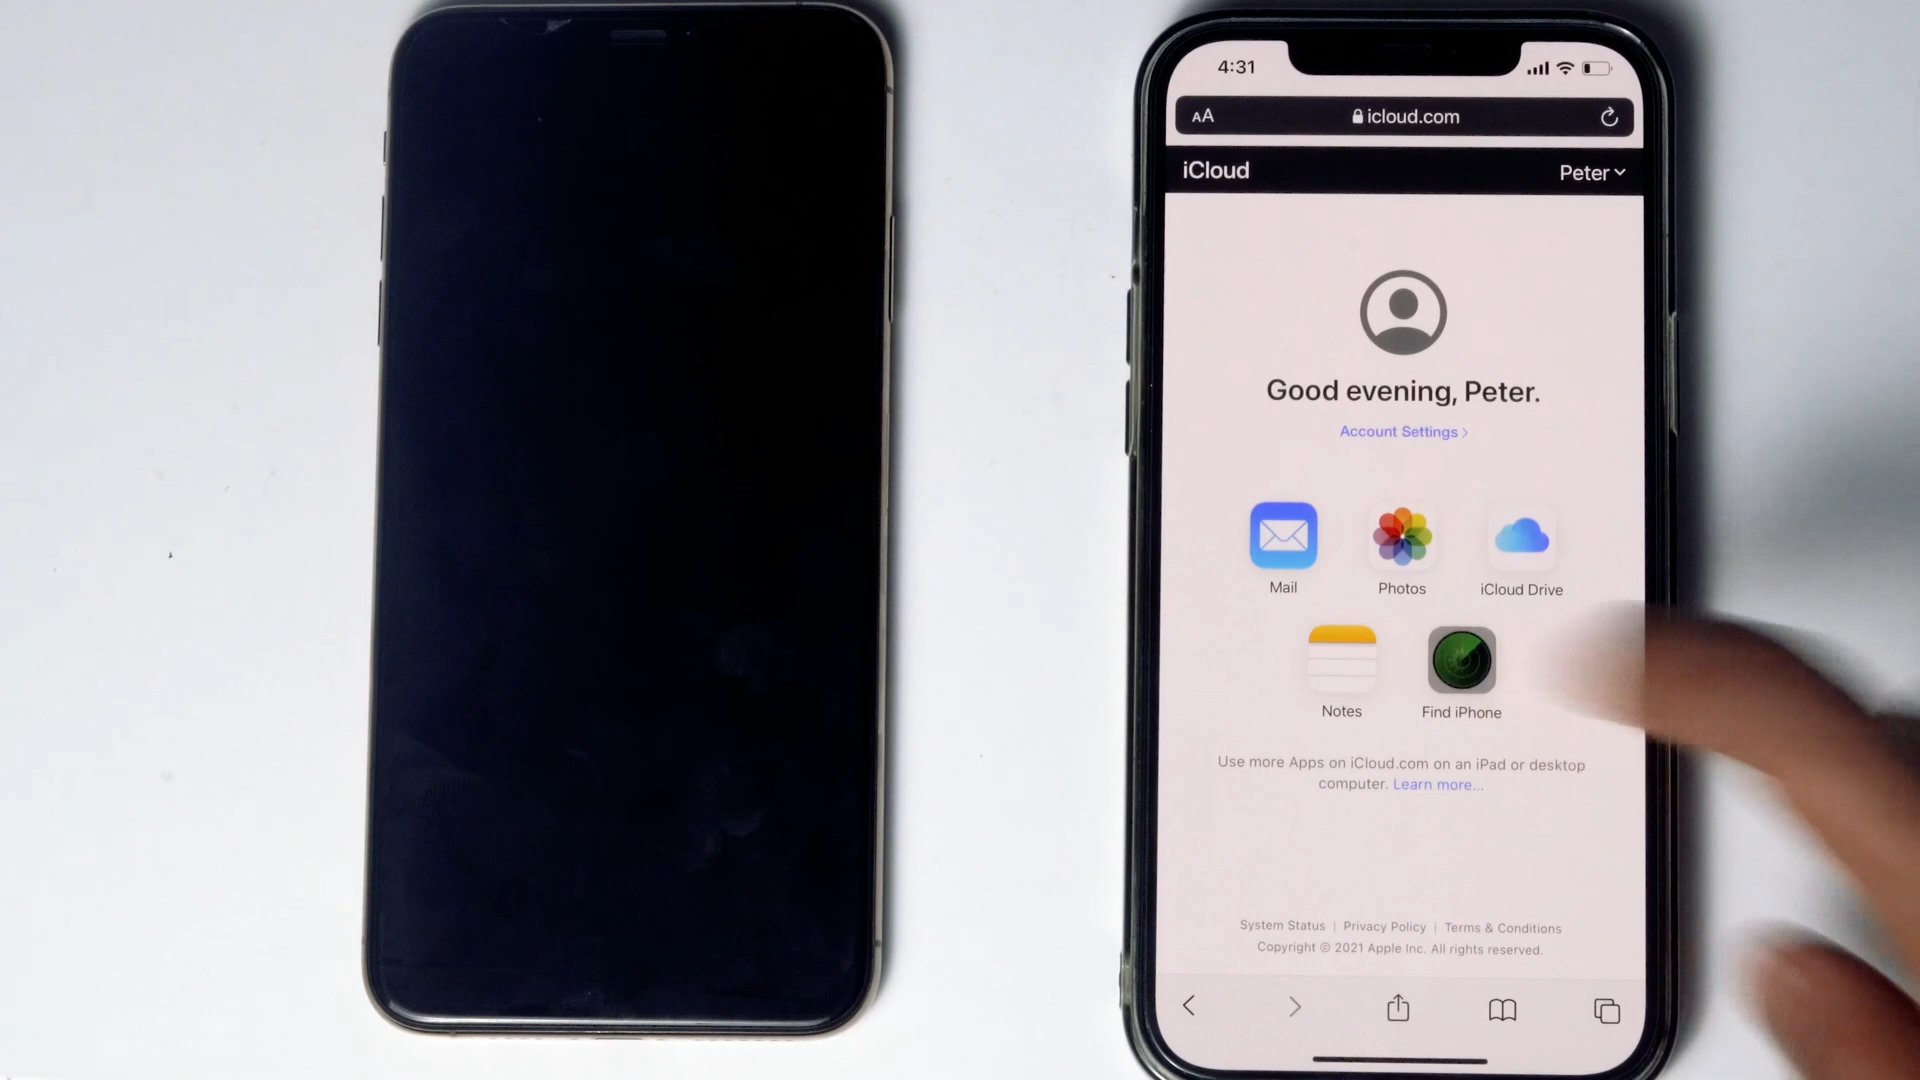 4:31
AA
icloud.com
iCloud
Peter
Good evening, Peter.
Account Settings
Mail
Photos
iCloud Drive
Notes
Find iPhone
Use more Apps on iCloud.com on an iPad or desktop
computer. Learn more...
System Status | Privacy Policy | Terms & Conditions
Copyright © 2021 Apple Inc. All rights reserved.